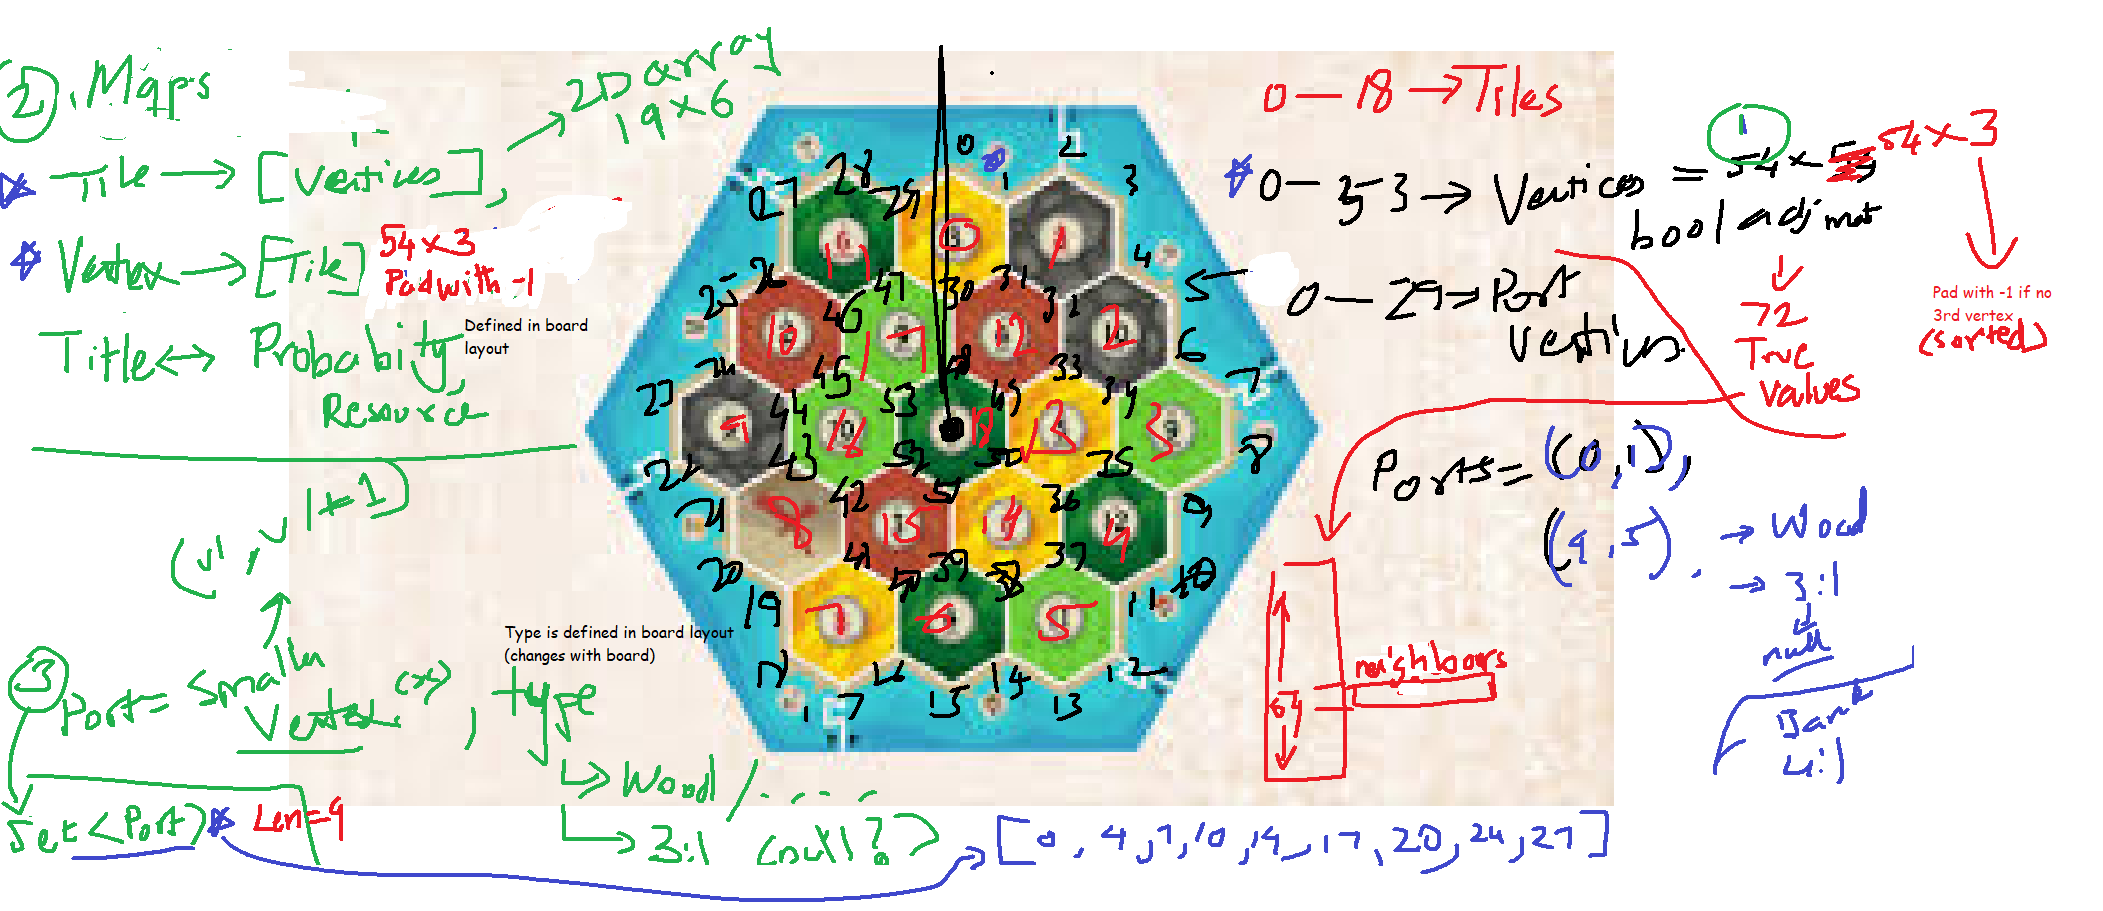 2. Maps
Tile → [Vertices],
→ 2D array
19 x 6
Vertex → [Tile] 54 x 3
Pad with -1
Title ↔ Probabity,
Resource
Defined in board
layout
(v1, v1+1)
3 Port = Smaller
Vertex (x), type
Type is defined in board layout
(changes with board)
→ Wood / . . . .
→ 3:1 (null?)
Set <Port> Len=9
[0, 4, 7, 10, 14, 17, 20, 24, 27]
0 — 18 → Tiles
0 — 53 → Vertices = 54 x 54 x 3
bool adj mat
1
↓
72
True
values
Pad with -1 if no
3rd vertex
(sorted)
0 — 29 → Port
vertices
Ports = (0,1),
(4,5).
→ Wood
→ 3:1
↓
null
Bank
4:1
54
neighbours
0 0 1 2 3
27 28 29
11 0 1
4
25 26 46 47 30 31 32 5
10 17 12 2
6
23 24 45 48 33 7
44 53 49 34
9 18 18 13 3
22 43 52 50 35 8
21 42 51 36 9
8 15 14 4
20 41 40 39 38 37 10
19 11
7 6 5
18 17 16 15 14 13 12